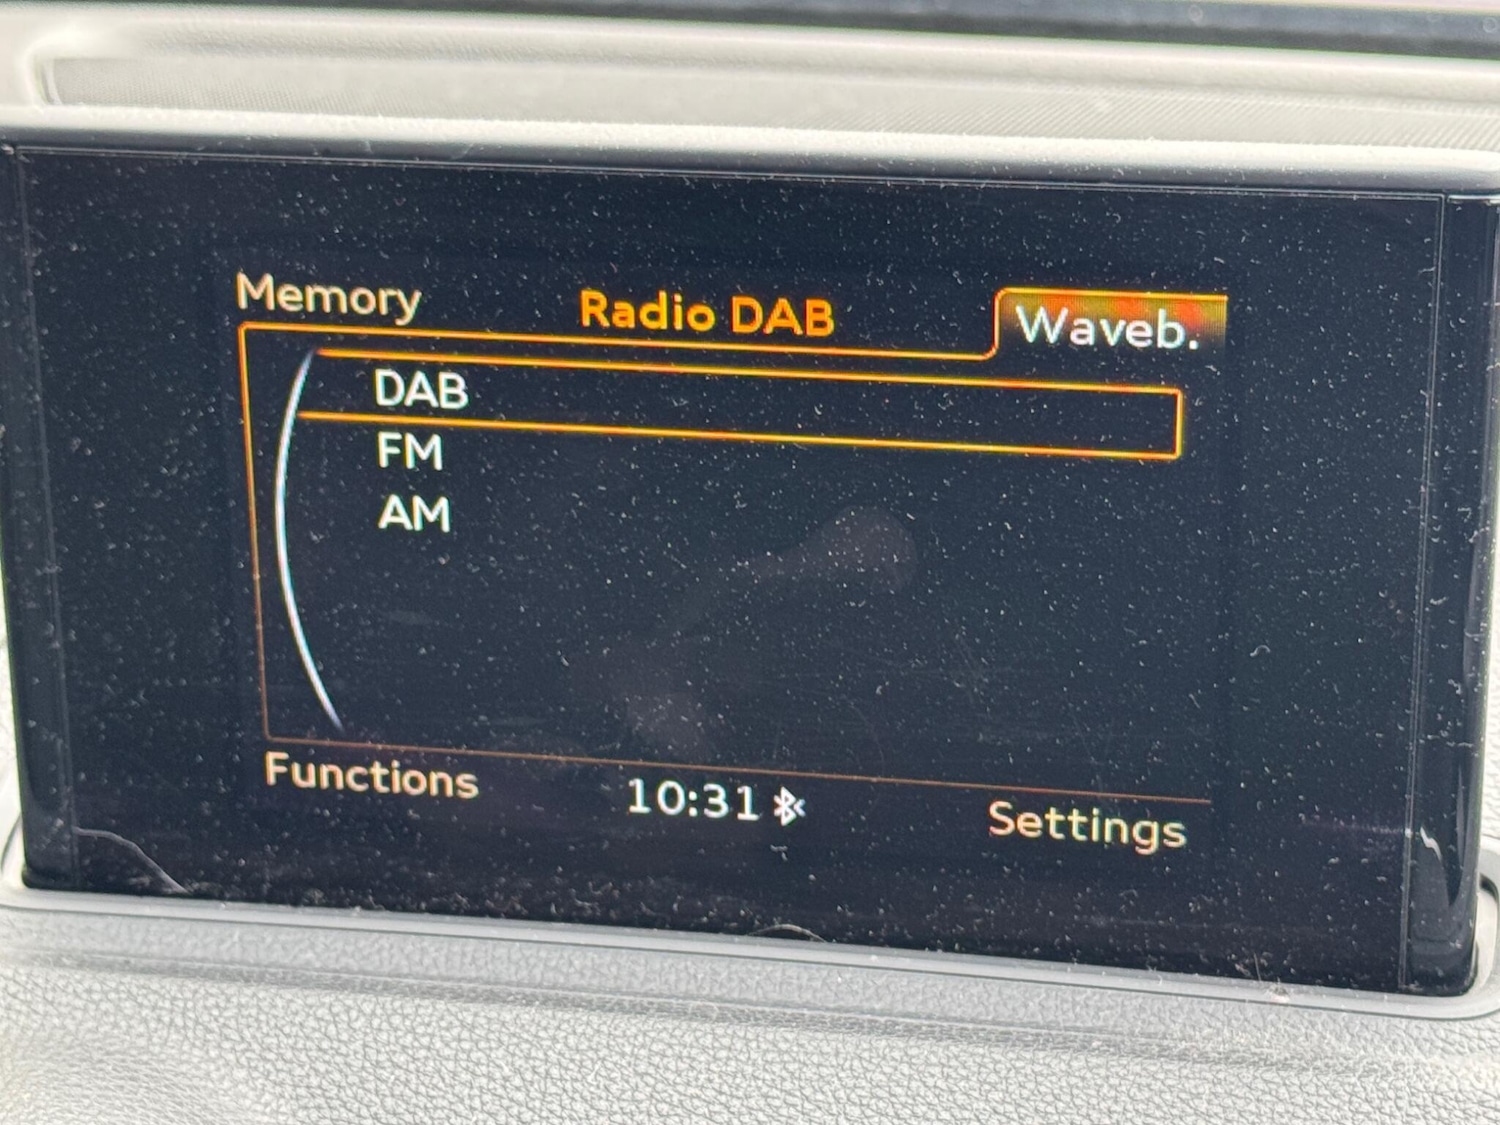 Memory Radio DAB Waveb.
DAB
FM
AM
Functions 10:31 Settings